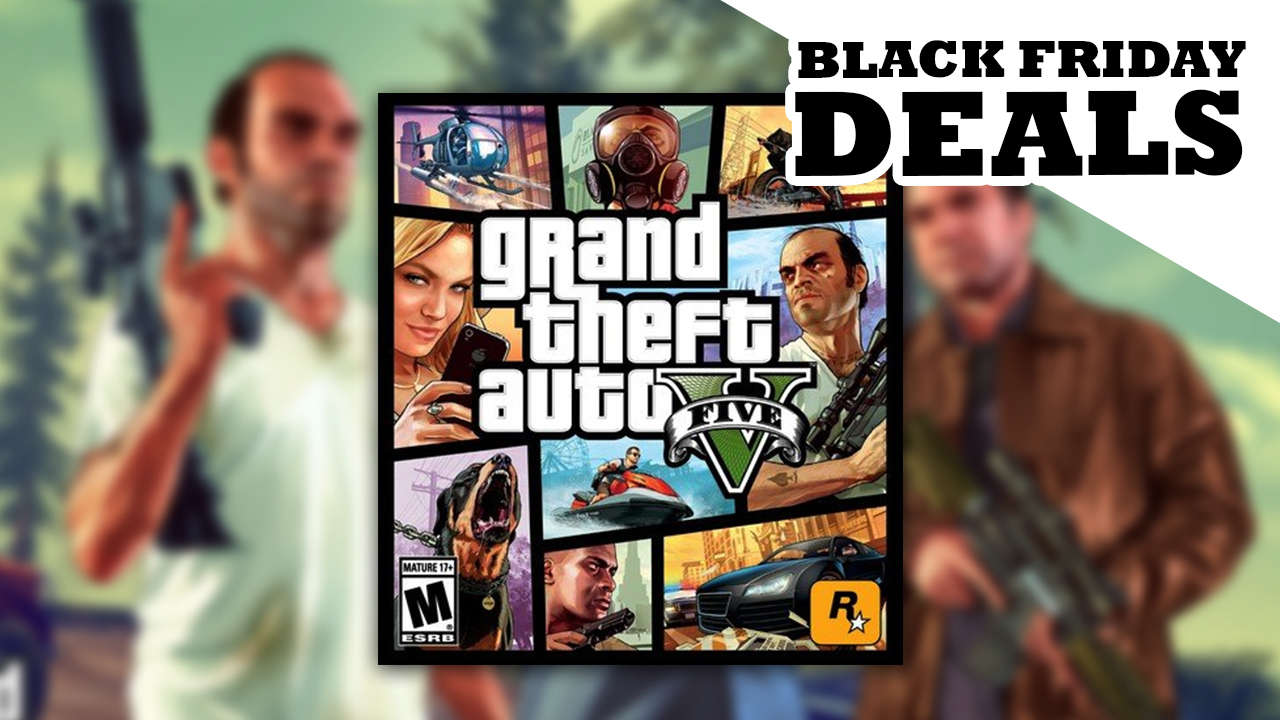 BLACK FRIDAY
DEALS
grand
theft
auto V
FIVE
MATURE 17+
M
®
ESRB
R